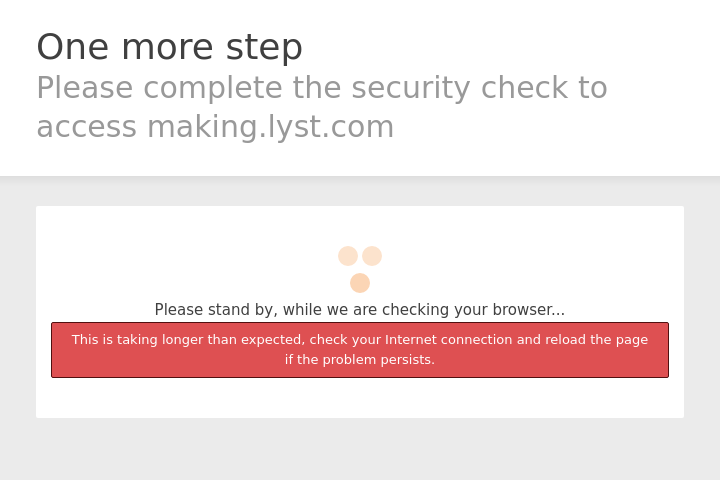 One more step
Please complete the security check to
access making.lyst.com
Please stand by, while we are checking your browser...
This is taking longer than expected, check your Internet connection and reload the page
if the problem persists.